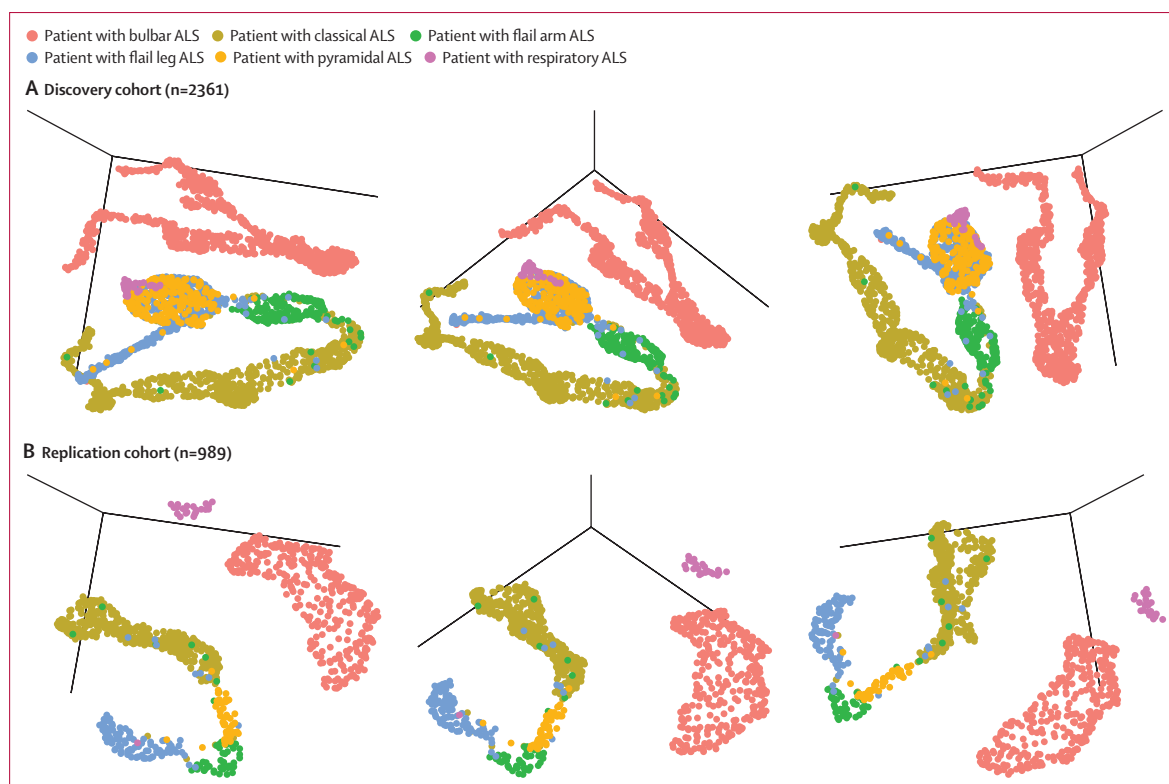 Patient with bulbar ALS Patient with classical ALS Patient with flail arm ALS
Patient with flail leg ALS Patient with pyramidal ALS Patient with respiratory ALS
A Discovery cohort (n=2361)
B Replication cohort (n=989)